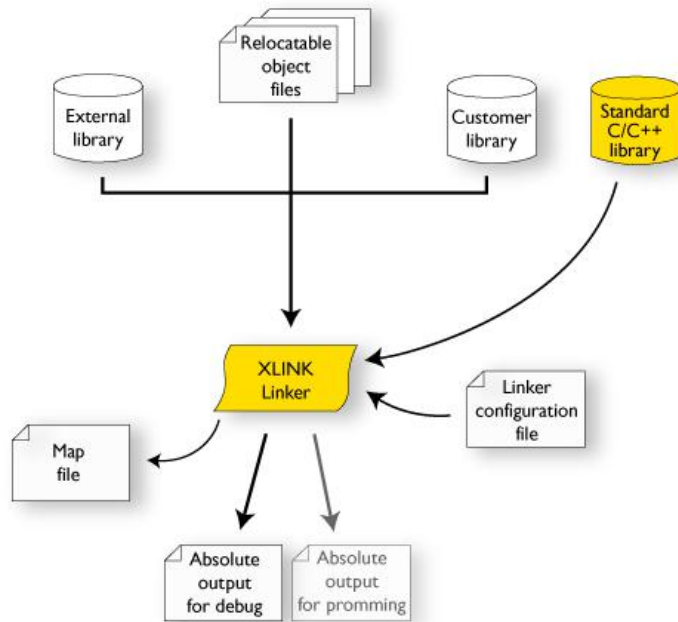 Relocatable
object
files
External
library
Customer
library
Standard
C/C++
library
XLINK
Linker
Linker
configuration
file
Map
file
Absolute
output
for debug
Absolute
output
for promming